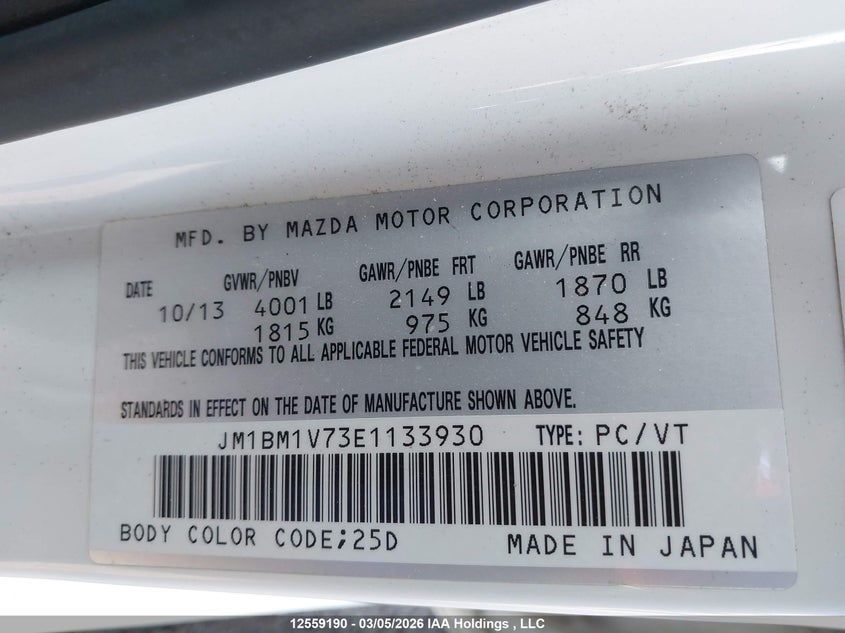 MFD. BY MAZDA MOTOR CORPORATION
DATE GVWR/PNBV GAWR/PNBE FRT GAWR/PNBE RR
10/13 4001 LB 2149 LB 1870 LB
1815 KG 975 KG 848 KG
THIS VEHICLE CONFORMS TO ALL APPLICABLE FEDERAL MOTOR VEHICLE SAFETY
STANDARDS IN EFFECT ON THE DATE OF MANUFACTURE SHOWN ABOVE.
JM1BM1V73E1133930 TYPE: PC/VT
BODY COLOR CODE;25D MADE IN JAPAN
12559190 - 03/05/2026 IAA Holdings , LLC